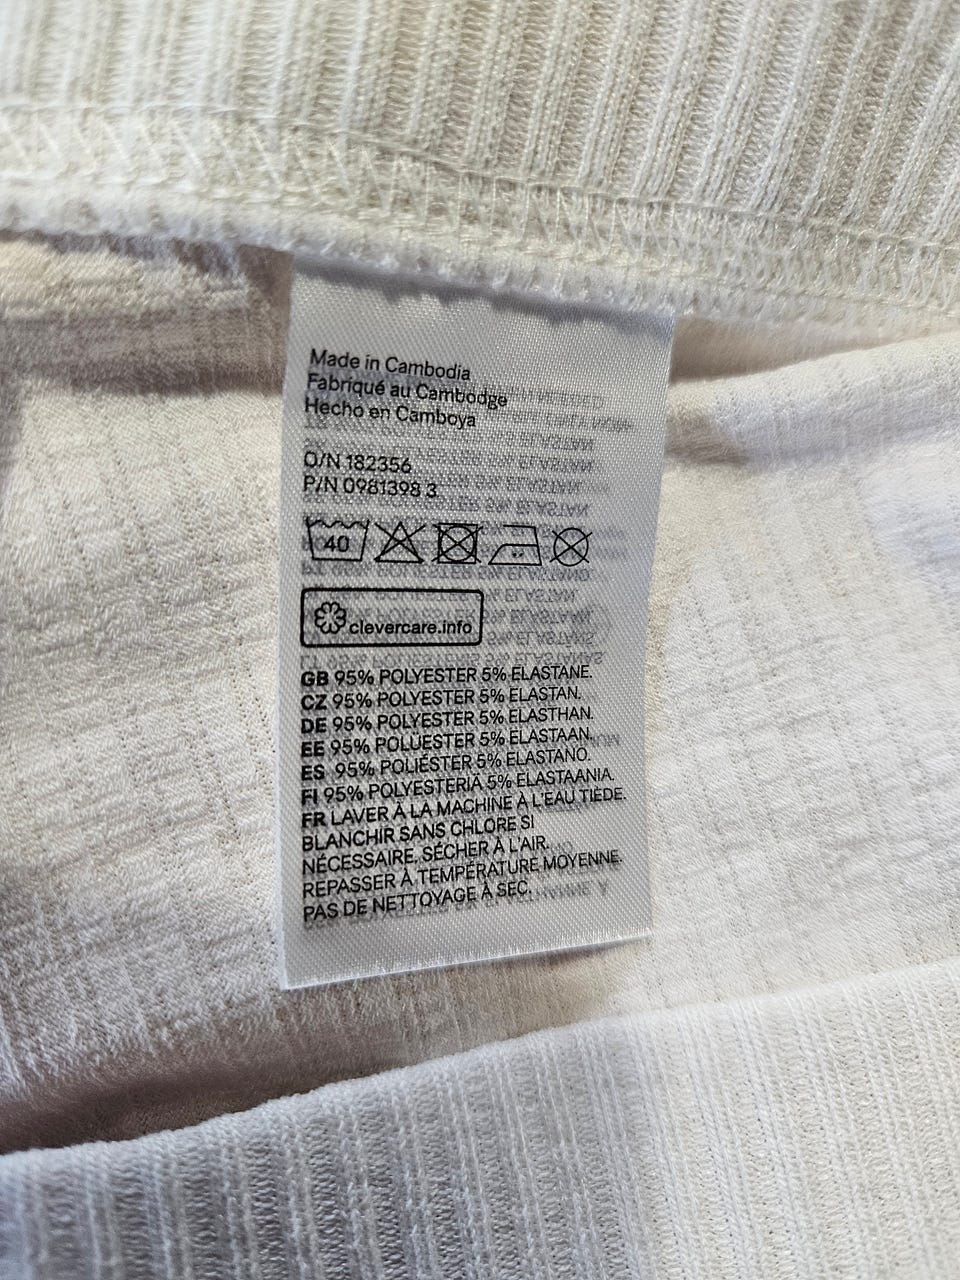 Made in Cambodia
Fabriqué au Cambodge
Hecho en Camboya
O/N 182356
P/N 0981398 3
40
clevercare.info
GB 95% POLYESTER 5% ELASTANE.
CZ 95% POLYESTER 5% ELASTAN.
DE 95% POLYESTER 5% ELASTHAN.
EE 95% POLÜESTER 5% ELASTAAN.
ES 95% POLIÉSTER 5% ELASTANO.
FI 95% POLYESTERIÄ 5% ELASTAANIA.
FR LAVER À LA MACHINE À L'EAU TIÈDE.
BLANCHIR SANS CHLORE SI
NÉCESSAIRE. SÉCHER À L'AIR.
REPASSER À TEMPÉRATURE MOYENNE.
PAS DE NETTOYAGE À SEC.